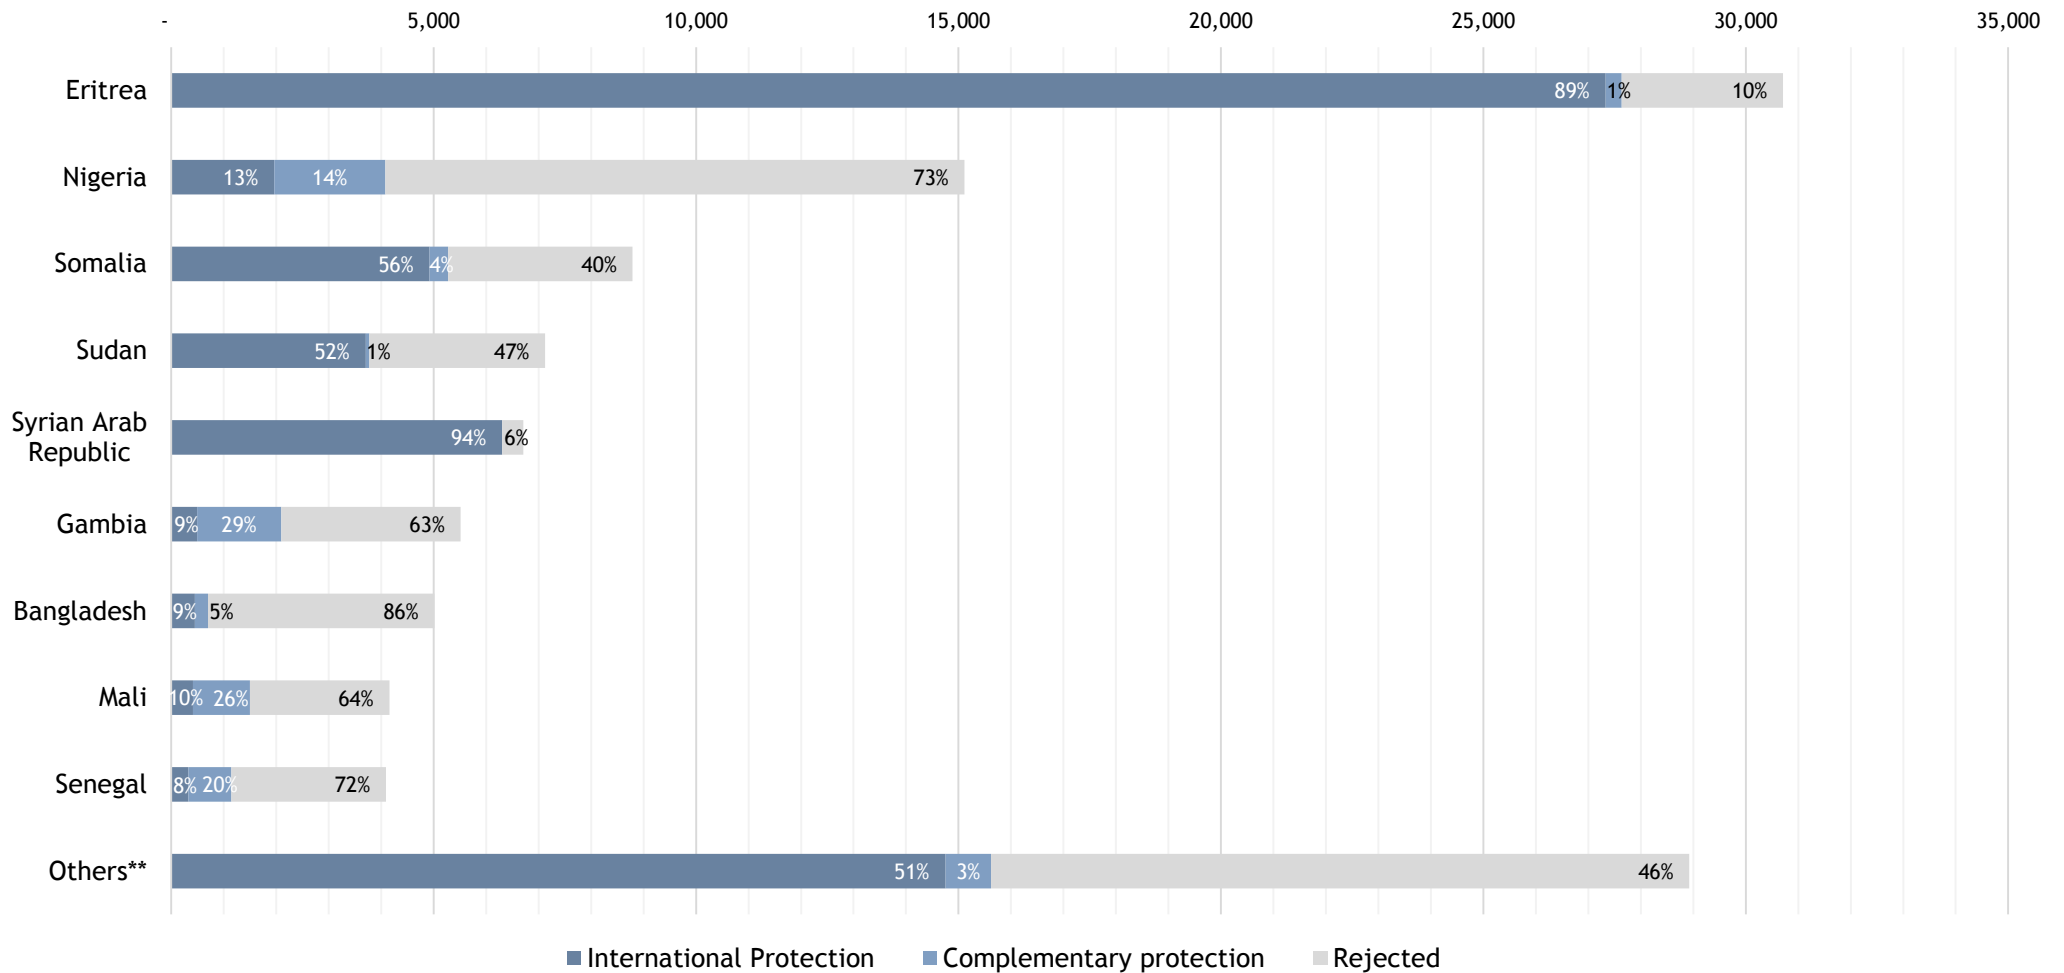 - 5,000 10,000 15,000 20,000 25,000 30,000 35,000
Eritrea 89% 1% 10%
Nigeria 13% 14% 73%
Somalia 56% 4% 40%
Sudan 52% 1% 47%
Syrian Arab
Republic 94% 6%
Gambia 9% 29% 63%
Bangladesh 9% 5% 86%
Mali 10% 26% 64%
Senegal 8% 20% 72%
Others** 51% 3% 46%
International Protection Complementary protection Rejected